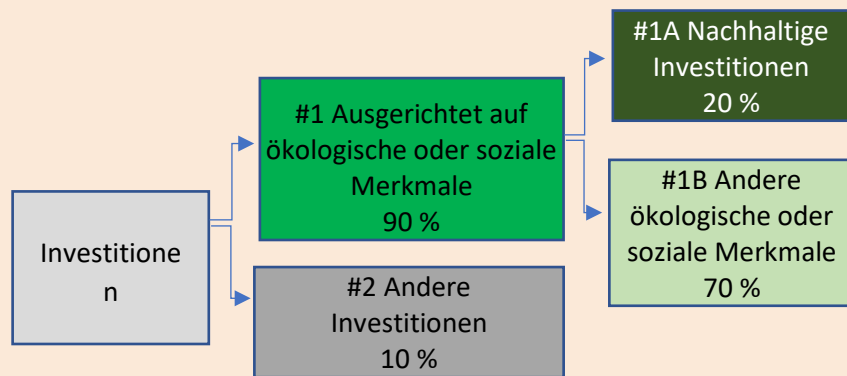 Investitione
n
#1 Ausgerichtet auf
ökologische oder soziale
Merkmale
90 %
#2 Andere
Investitionen
10 %
#1A Nachhaltige
Investitionen
20 %
#1B Andere
ökologische oder
soziale Merkmale
70 %